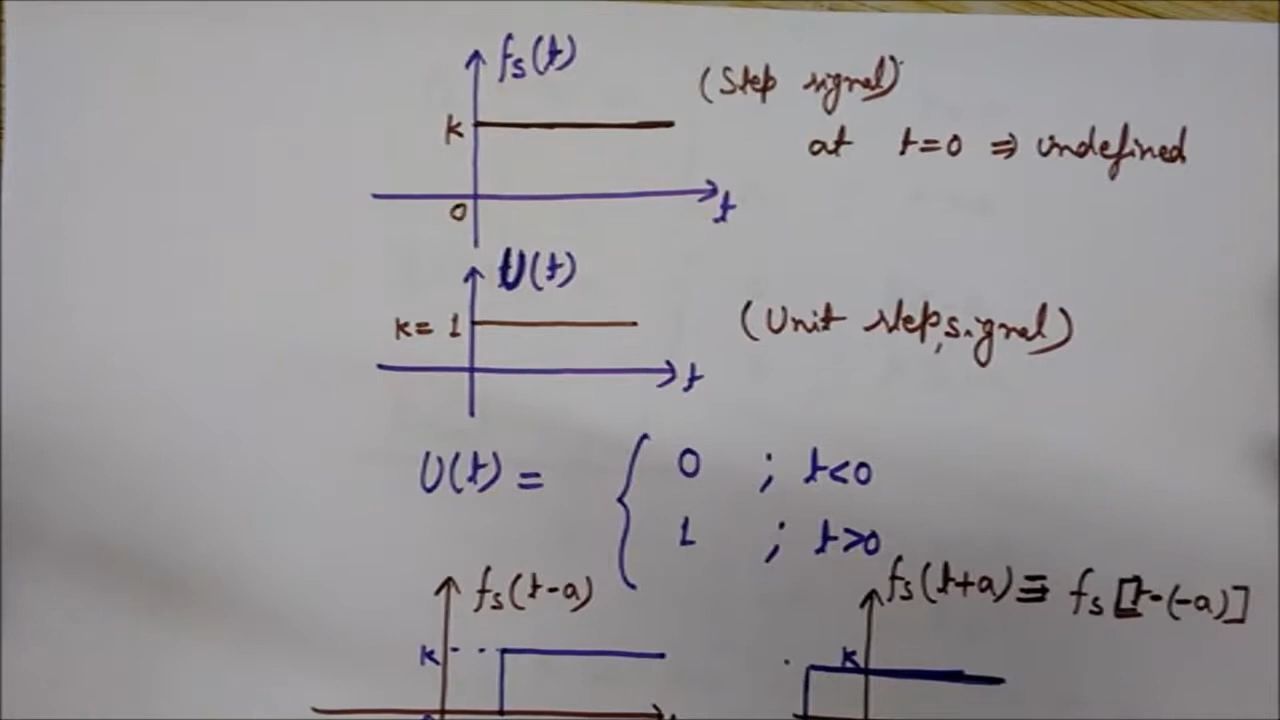 fs(t)
(Step signal)
K
at t=0 ⇒ undefined
0
t
U(t)
K= 1
(Unit step signal)
t
U(t) = { 0 ; t<0
1 ; t>0
fs(t-a)
fs(t+a) ≡ fs[t-(-a)]
K
K